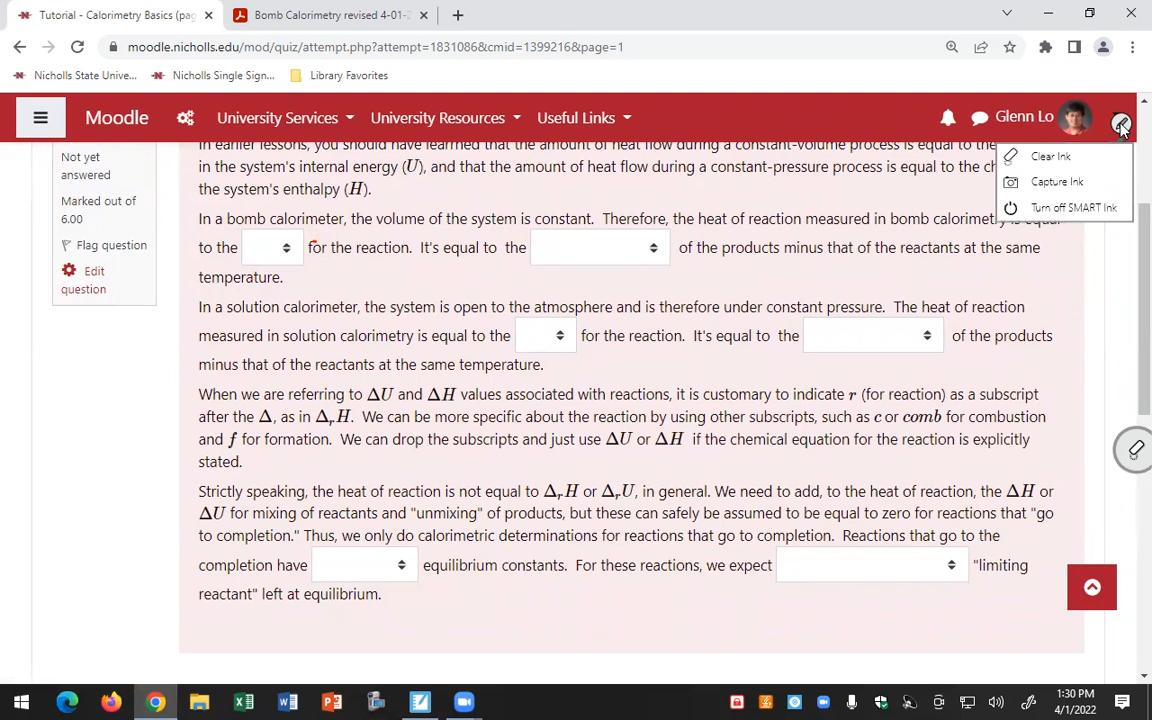 Tutorial - Calorimetry Basics (pag
Bomb Calorimetry revised 4-01-2
moodle.nicholls.edu/mod/quiz/attempt.php?attempt=1831086&cmid=1399216&page=1
Nicholls State Unive...
Nicholls Single Sign...
Library Favorites
Moodle
University Services
University Resources
Useful Links
Glenn Lo
Clear Ink
Capture Ink
Turn off SMART Ink
Not yet
answered
Marked out of
6.00
Flag question
Edit
question
In earlier lessons, you should have learned that the amount of heat flow during a constant-volume process is equal to the
in the system's internal energy (U), and that the amount of heat flow during a constant-pressure process is equal to the ch
the system's enthalpy (H).
In a bomb calorimeter, the volume of the system is constant. Therefore, the heat of reaction measured in bomb calorimetry is equal
to the for the reaction. It's equal to the of the products minus that of the reactants at the same
temperature.
In a solution calorimeter, the system is open to the atmosphere and is therefore under constant pressure. The heat of reaction
measured in solution calorimetry is equal to the for the reaction. It's equal to the of the products
minus that of the reactants at the same temperature.
When we are referring to ΔU and ΔH values associated with reactions, it is customary to indicate r (for reaction) as a subscript
after the Δ, as in ΔᵣH. We can be more specific about the reaction by using other subscripts, such as c or comb for combustion
and f for formation. We can drop the subscripts and just use ΔU or ΔH if the chemical equation for the reaction is explicitly
stated.
Strictly speaking, the heat of reaction is not equal to ΔᵣH or ΔᵣU, in general. We need to add, to the heat of reaction, the ΔH or
ΔU for mixing of reactants and "unmixing" of products, but these can safely be assumed to be equal to zero for reactions that "go
to completion." Thus, we only do calorimetric determinations for reactions that go to completion. Reactions that go to the
completion have equilibrium constants. For these reactions, we expect "limiting
reactant" left at equilibrium.
1:30 PM
4/1/2022